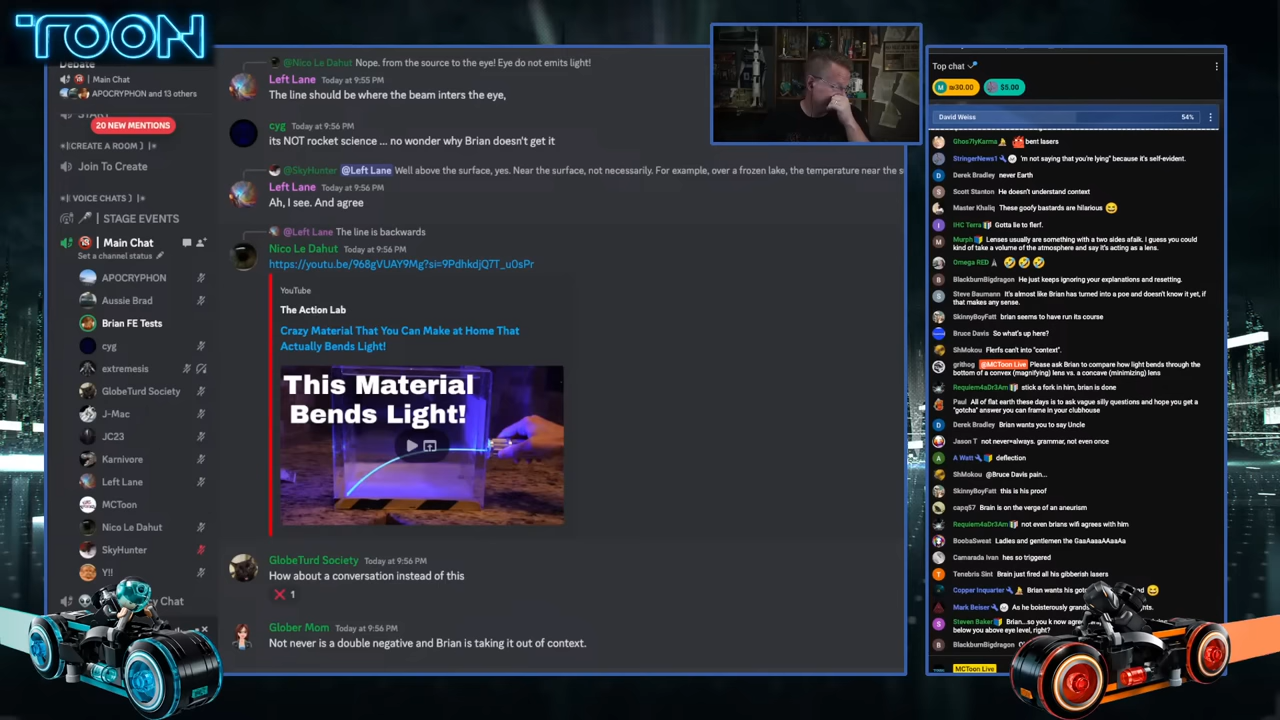 TOON
Debate
Main Chat
APOCRYPHON and 13 others
START
20 NEW MENTIONS
CREATE A ROOM
Join To Create
VOICE CHATS
STAGE EVENTS
Main Chat
Set a channel status
APOCRYPHON
Aussie Brad
Brian FE Tests
cyg
extremesis
GlobeTurd Society
J-Mac
JC23
Karnivore
Left Lane
MCToon
Nico Le Dahut
SkyHunter
Y!!
Chat
@Nico Le Dahut Nope. from the source to the eye! Eye do not emits light!
Left Lane Today at 9:55 PM
The line should be where the beam inters the eye,
cyg Today at 9:56 PM
its NOT rocket science ... no wonder why Brian doesn't get it
@SkyHunter @Left Lane Well above the surface, yes. Near the surface, not necessarily. For example, over a frozen lake, the temperature near the s
Left Lane Today at 9:56 PM
Ah, I see. And agree
@Left Lane The line is backwards
Nico Le Dahut Today at 9:56 PM
https://youtu.be/968gVUAY9Mg?si=9PdhkdjQ7T_u0sPr
YouTube
The Action Lab
Crazy Material That You Can Make at Home That
Actually Bends Light!
This Material
Bends Light!
GlobeTurd Society Today at 9:56 PM
How about a conversation instead of this
1
Glober Mom Today at 9:56 PM
Not never is a double negative and Brian is taking it out of context.
Top chat
M ₪30.00 $5.00
David Weiss 54%
Ghos7lyKarma bent lasers
StringerNews1 'm not saying that you're lying" because it's self-evident.
Derek Bradley never Earth
Scott Stanton He doesn't understand context
Master Khaliq These goofy bastards are hilarious 😄
IHC Terra Gotta lie to flerf.
Murph Lenses usually are something with a two sides afaik. I guess you could
kind of take a volume of the atmosphere and say it's acting as a lens.
Omega RED 🤣🤣🤣
BlackburnBigdragon He just keeps ignoring your explanations and resetting.
Steve Baumann It's almost like Brian has turned into a poe and doesn't know it yet, if
that makes any sense.
SkinnyBoyFatt brian seems to have run its course
Bruce Davis So what's up here?
ShMokou Flerfs can't into "context".
grithog @MCToon Live Please ask Brian to compare how light bends through the
bottom of a convex (magnifying) lens vs. a concave (minimizing) lens
Requiem4aDr3Am stick a fork in him, brian is done
Paul All of flat earth these days is to ask vague silly questions and hope you get a
"gotcha" answer you can frame in your clubhouse
Derek Bradley Brian wants you to say Uncle
Jason T not never=always. grammar, not even once
A Watt deflection
ShMokou @Bruce Davis pain...
SkinnyBoyFatt this is his proof
capq57 Brain is on the verge of an aneurism
Requiem4aDr3Am not even brians wifi agrees with him
BoobaSweat Ladies and gentlemen the GaaAaaAAaaAa
Camarada Ivan hes so triggered
Tenebris Sint Brian just fired all his gibberish lasers
Copper Inquarter Brian wants his
Mark Beiser As he boisterously
Steven Baker Brian...so you k now
below you above eye level, right?
BlackburnBigdragon
MCToon Live